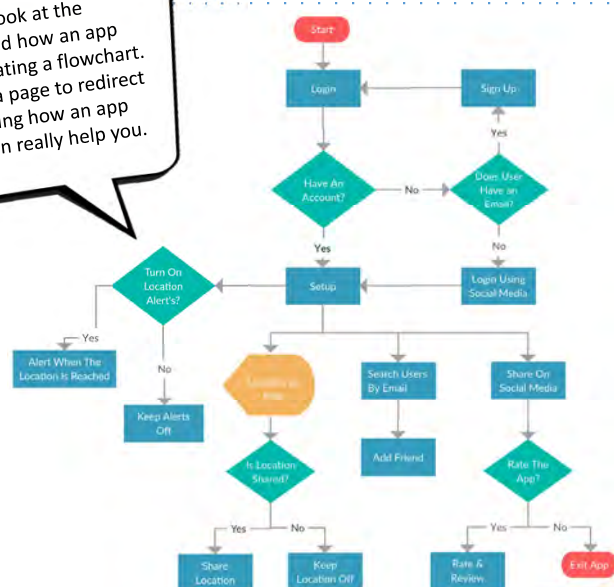 ook at the
d how an app
ating a flowchart.
a page to redirect
ing how an app
n really help you.
Start
Login
Sign Up
Yes
Have An
Account?
No
Does User
Have an
Email?
Yes
No
Turn On
Location
Alert's?
Setup
Login Using
Social Media
Yes
No
Alert When The
Location Is Reached
Keep Alerts
Off
Search Users
By Email
Share On
Social Media
Is Location
Shared?
Add Friend
Rate The
App?
Yes
No
Yes
No
Share
Location
Keep
Location Off
Rate &
Review
Exit App